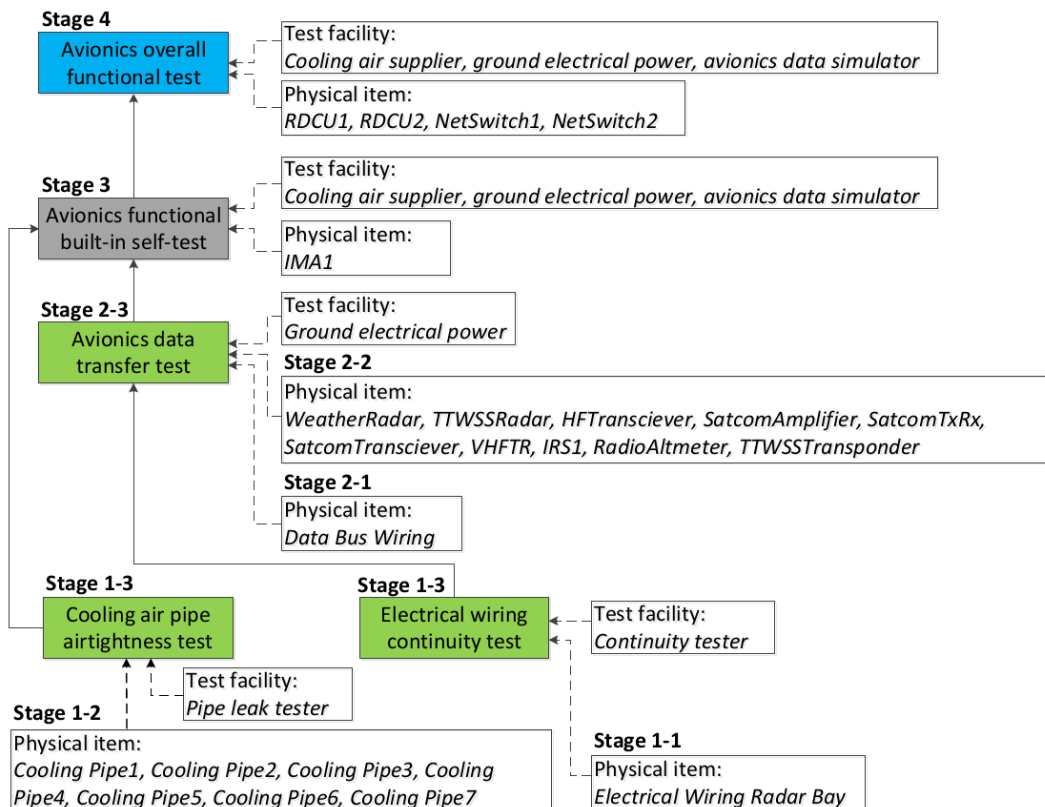 Stage 4
Avionics overall
functional test
Test facility:
Cooling air supplier, ground electrical power, avionics data simulator
Physical item:
RDCU1, RDCU2, NetSwitch1, NetSwitch2
Stage 3
Avionics functional
built-in self-test
Test facility:
Cooling air supplier, ground electrical power, avionics data simulator
Physical item:
IMA1
Stage 2-3
Avionics data
transfer test
Test facility:
Ground electrical power
Stage 2-2
Physical item:
WeatherRadar, TTWSSRadar, HFTransciever, SatcomAmplifier, SatcomTxRx,
SatcomTransciever, VHFTR, IRS1, RadioAltmeter, TTWSSTransponder
Stage 2-1
Physical item:
Data Bus Wiring
Stage 1-3
Cooling air pipe
airtightness test
Stage 1-3
Electrical wiring
continuity test
Test facility:
Continuity tester
Test facility:
Pipe leak tester
Stage 1-2
Physical item:
Cooling Pipe1, Cooling Pipe2, Cooling Pipe3, Cooling
Pipe4, Cooling Pipe5, Cooling Pipe6, Cooling Pipe7
Stage 1-1
Physical item:
Electrical Wiring Radar Bay